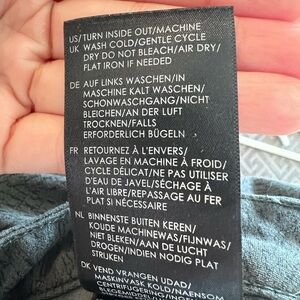 US/TURN INSIDE OUT/MACHINE
UK WASH COLD/GENTLE CYCLE
DRY DO NOT BLEACH/AIR DRY/
FLAT IRON IF NEEDED
DE AUF LINKS WASCHEN/IN
MASCHINE KALT WASCHEN/
SCHONWASCHGANG/NICHT
BLEICHEN/AN DER LUFT
TROCKNEN/FALLS
ERFORDERLICH BÜGELN
FR RETOURNEZ À L'ENVERS/
LAVAGE EN MACHINE À FROID/
CYCLE DÉLICAT/NE PAS UTILISER
D'EAU DE JAVEL/SÉCHAGE À
L'AIR LIBRE/REPASSAGE AU FER
PLAT SI NÉCESSAIRE
NL BINNENSTE BUITEN KEREN/
KOUDE MACHINEWAS/FIJNWAS/
NIET BLEKEN/AAN DE LUCHT
DROGEN/INDIEN NODIG PLAT
STRIJKEN
DK VEND VRANGEN UDAD/
MASKINVASK KOLD/NAENSOM